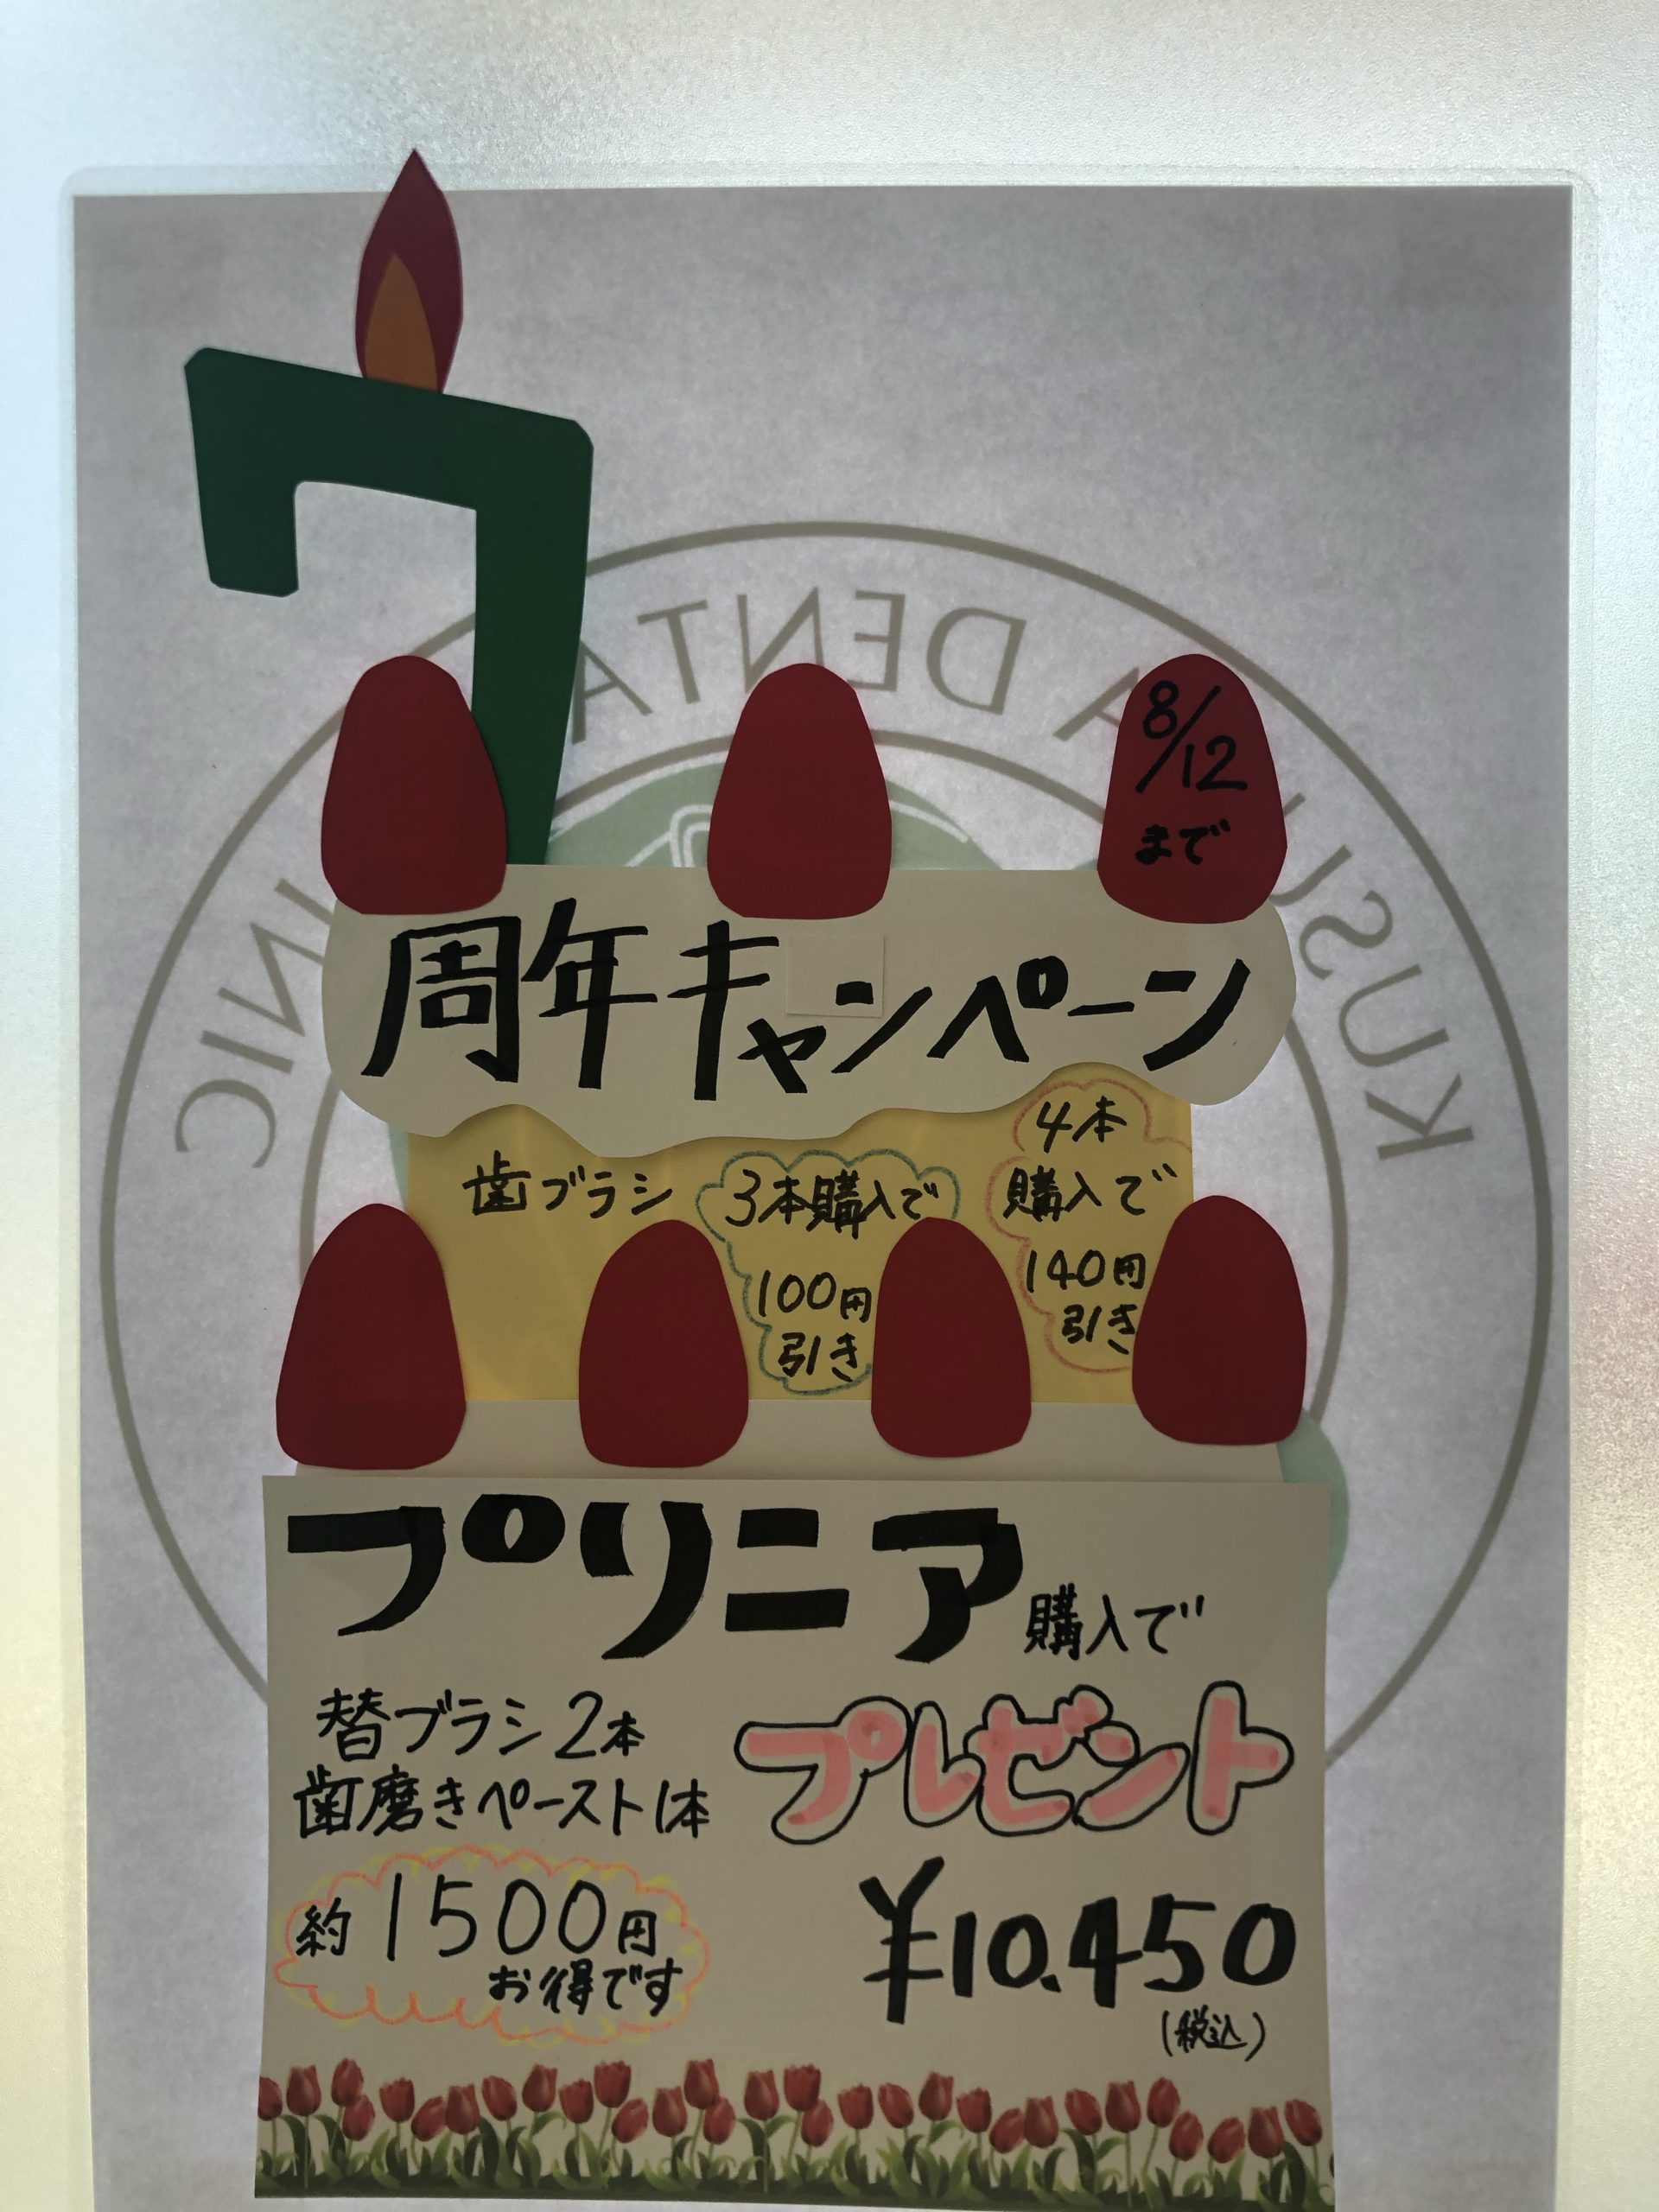 7
8/12
まで
周年キャンペーン
歯ブラシ
3本購入で
100円
引き
4本
購入で
140円
引き
プリニア購入で
替ブラシ2本
歯磨きペースト1本
プレゼント
約1500円
お得です
¥10.450
(税込)
DENTA
KUSU
NIC